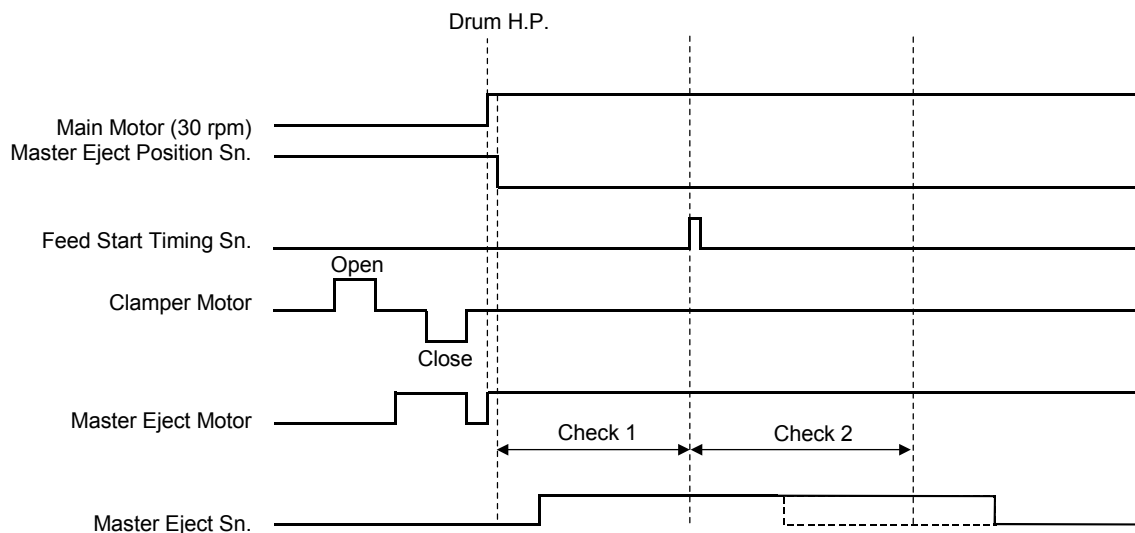 Drum H.P.
Main Motor (30 rpm)
Master Eject Position Sn.
Feed Start Timing Sn.
Open
Clamper Motor
Close
Master Eject Motor
Check 1
Check 2
Master Eject Sn.